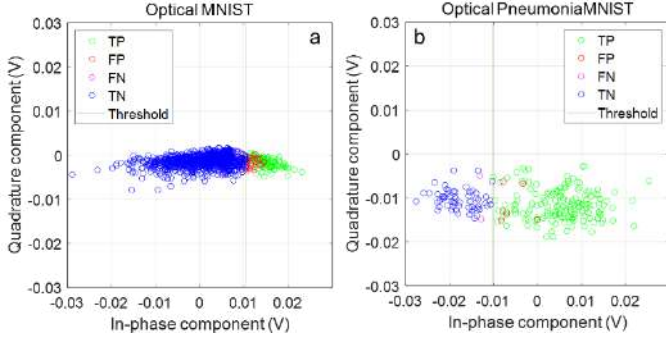 Optical MNIST
a
TP
FP
FN
TN
Threshold
Quadrature component (V)
0.03
0.02
0.01
0
-0.01
-0.02
-0.03
-0.03 -0.02 -0.01 0 0.01 0.02
In-phase component (V)
Optical PneumoniaMNIST
b
TP
FP
FN
TN
Threshold
Quadrature component (V)
0.03
0.02
0.01
0
-0.01
-0.02
-0.03
-0.03 -0.02 -0.01 0 0.01 0.02
In-phase component (V)